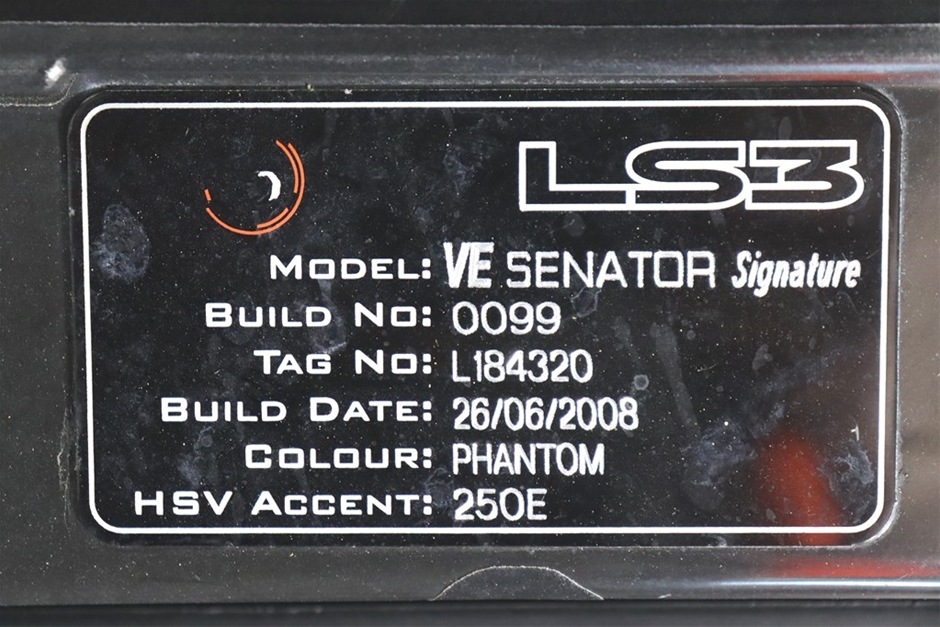 LS3
MODEL: VE SENATOR Signature
BUILD NO: 0099
TAG NO: L184320
BUILD DATE: 26/06/2008
COLOUR: PHANTOM
HSV ACCENT: 250E